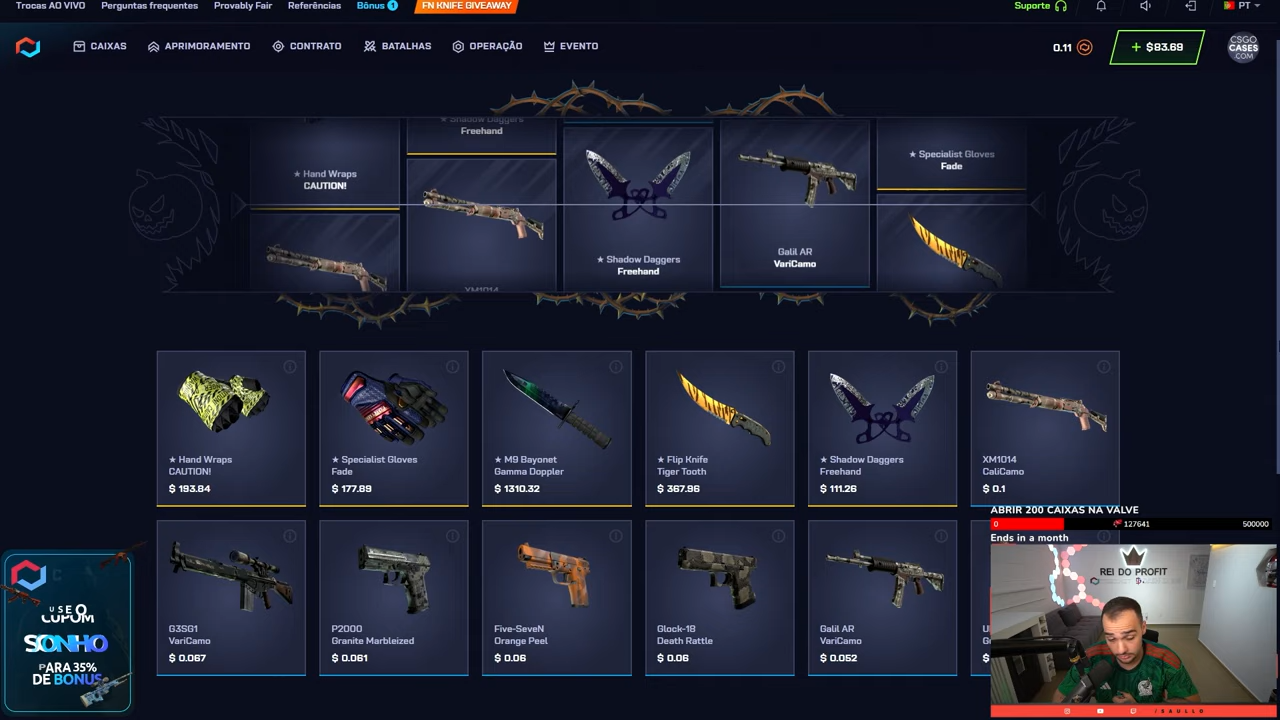 Trocas AO VIVO Perguntas frequentes Provably Fair Referências Bônus 1 FN KNIFE GIVEAWAY Suporte PT
CAIXAS APRIMORAMENTO CONTRATO BATALHAS OPERAÇÃO EVENTO 0.11 + $83.69 CSGO CASES .COM
★ Hand Wraps
CAUTION!
Shadow Daggers
Freehand
XM1014
★ Shadow Daggers
Freehand
Galil AR
VariCamo
★ Specialist Gloves
Fade
★ Hand Wraps
CAUTION!
$ 193.84
★ Specialist Gloves
Fade
$ 177.89
★ M9 Bayonet
Gamma Doppler
$ 1310.32
★ Flip Knife
Tiger Tooth
$ 367.96
★ Shadow Daggers
Freehand
$ 111.26
XM1014
CaliCamo
$ 0.1
G3SG1
VariCamo
$ 0.067
P2000
Granite Marbleized
$ 0.061
Five-SeveN
Orange Peel
$ 0.06
Glock-18
Death Rattle
$ 0.06
Galil AR
VariCamo
$ 0.052
ABRIR 200 CAIXAS NA VALVE
0 127641 500000
Ends in a month
REI DO PROFIT
/SAULLO
USE O
CUPOM
SONHO
PARA 35%
DE BONUS